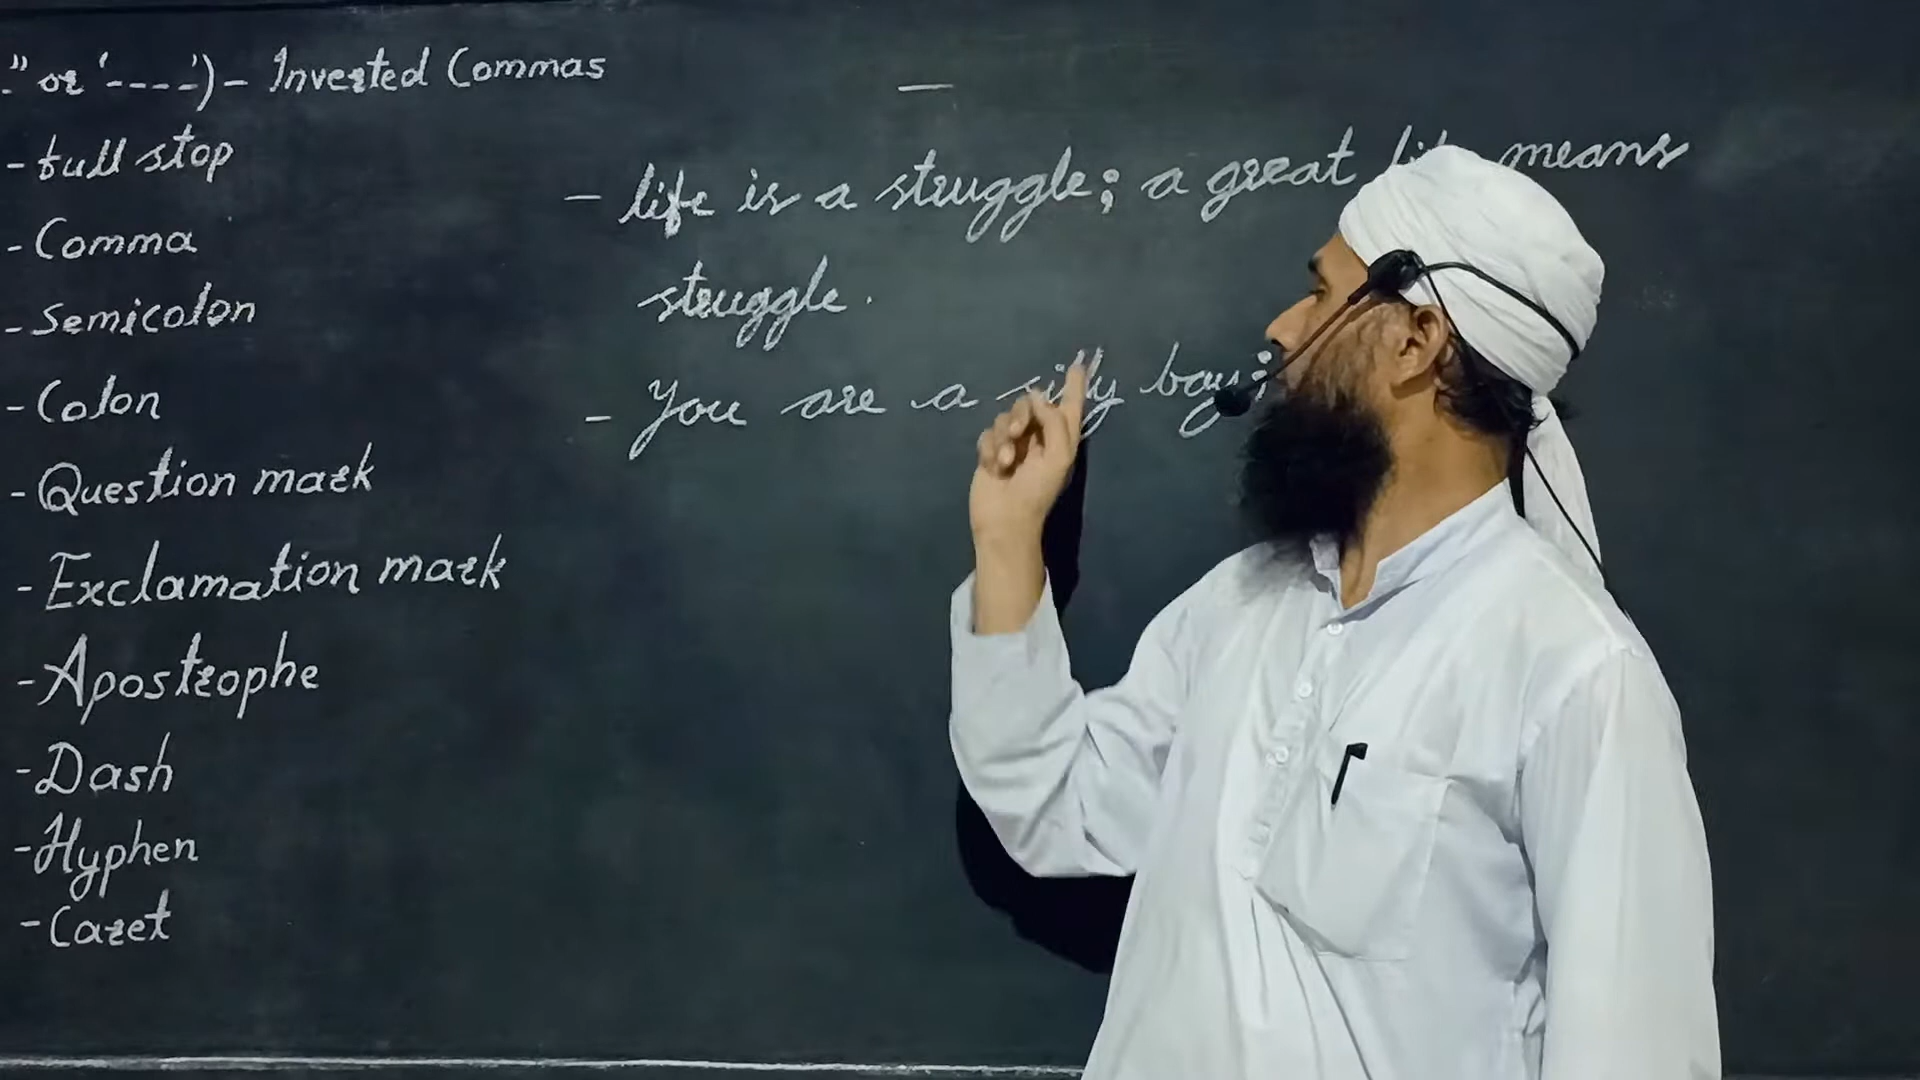 ." or '----') - Inverted Commas
- full stop
- Comma
- Semicolon
- Colon
- Question mark
- Exclamation mark
- Apostrophe
- Dash
- Hyphen
- Caret
—
- life is a struggle; a great means
struggle.
- You are a silly boy;